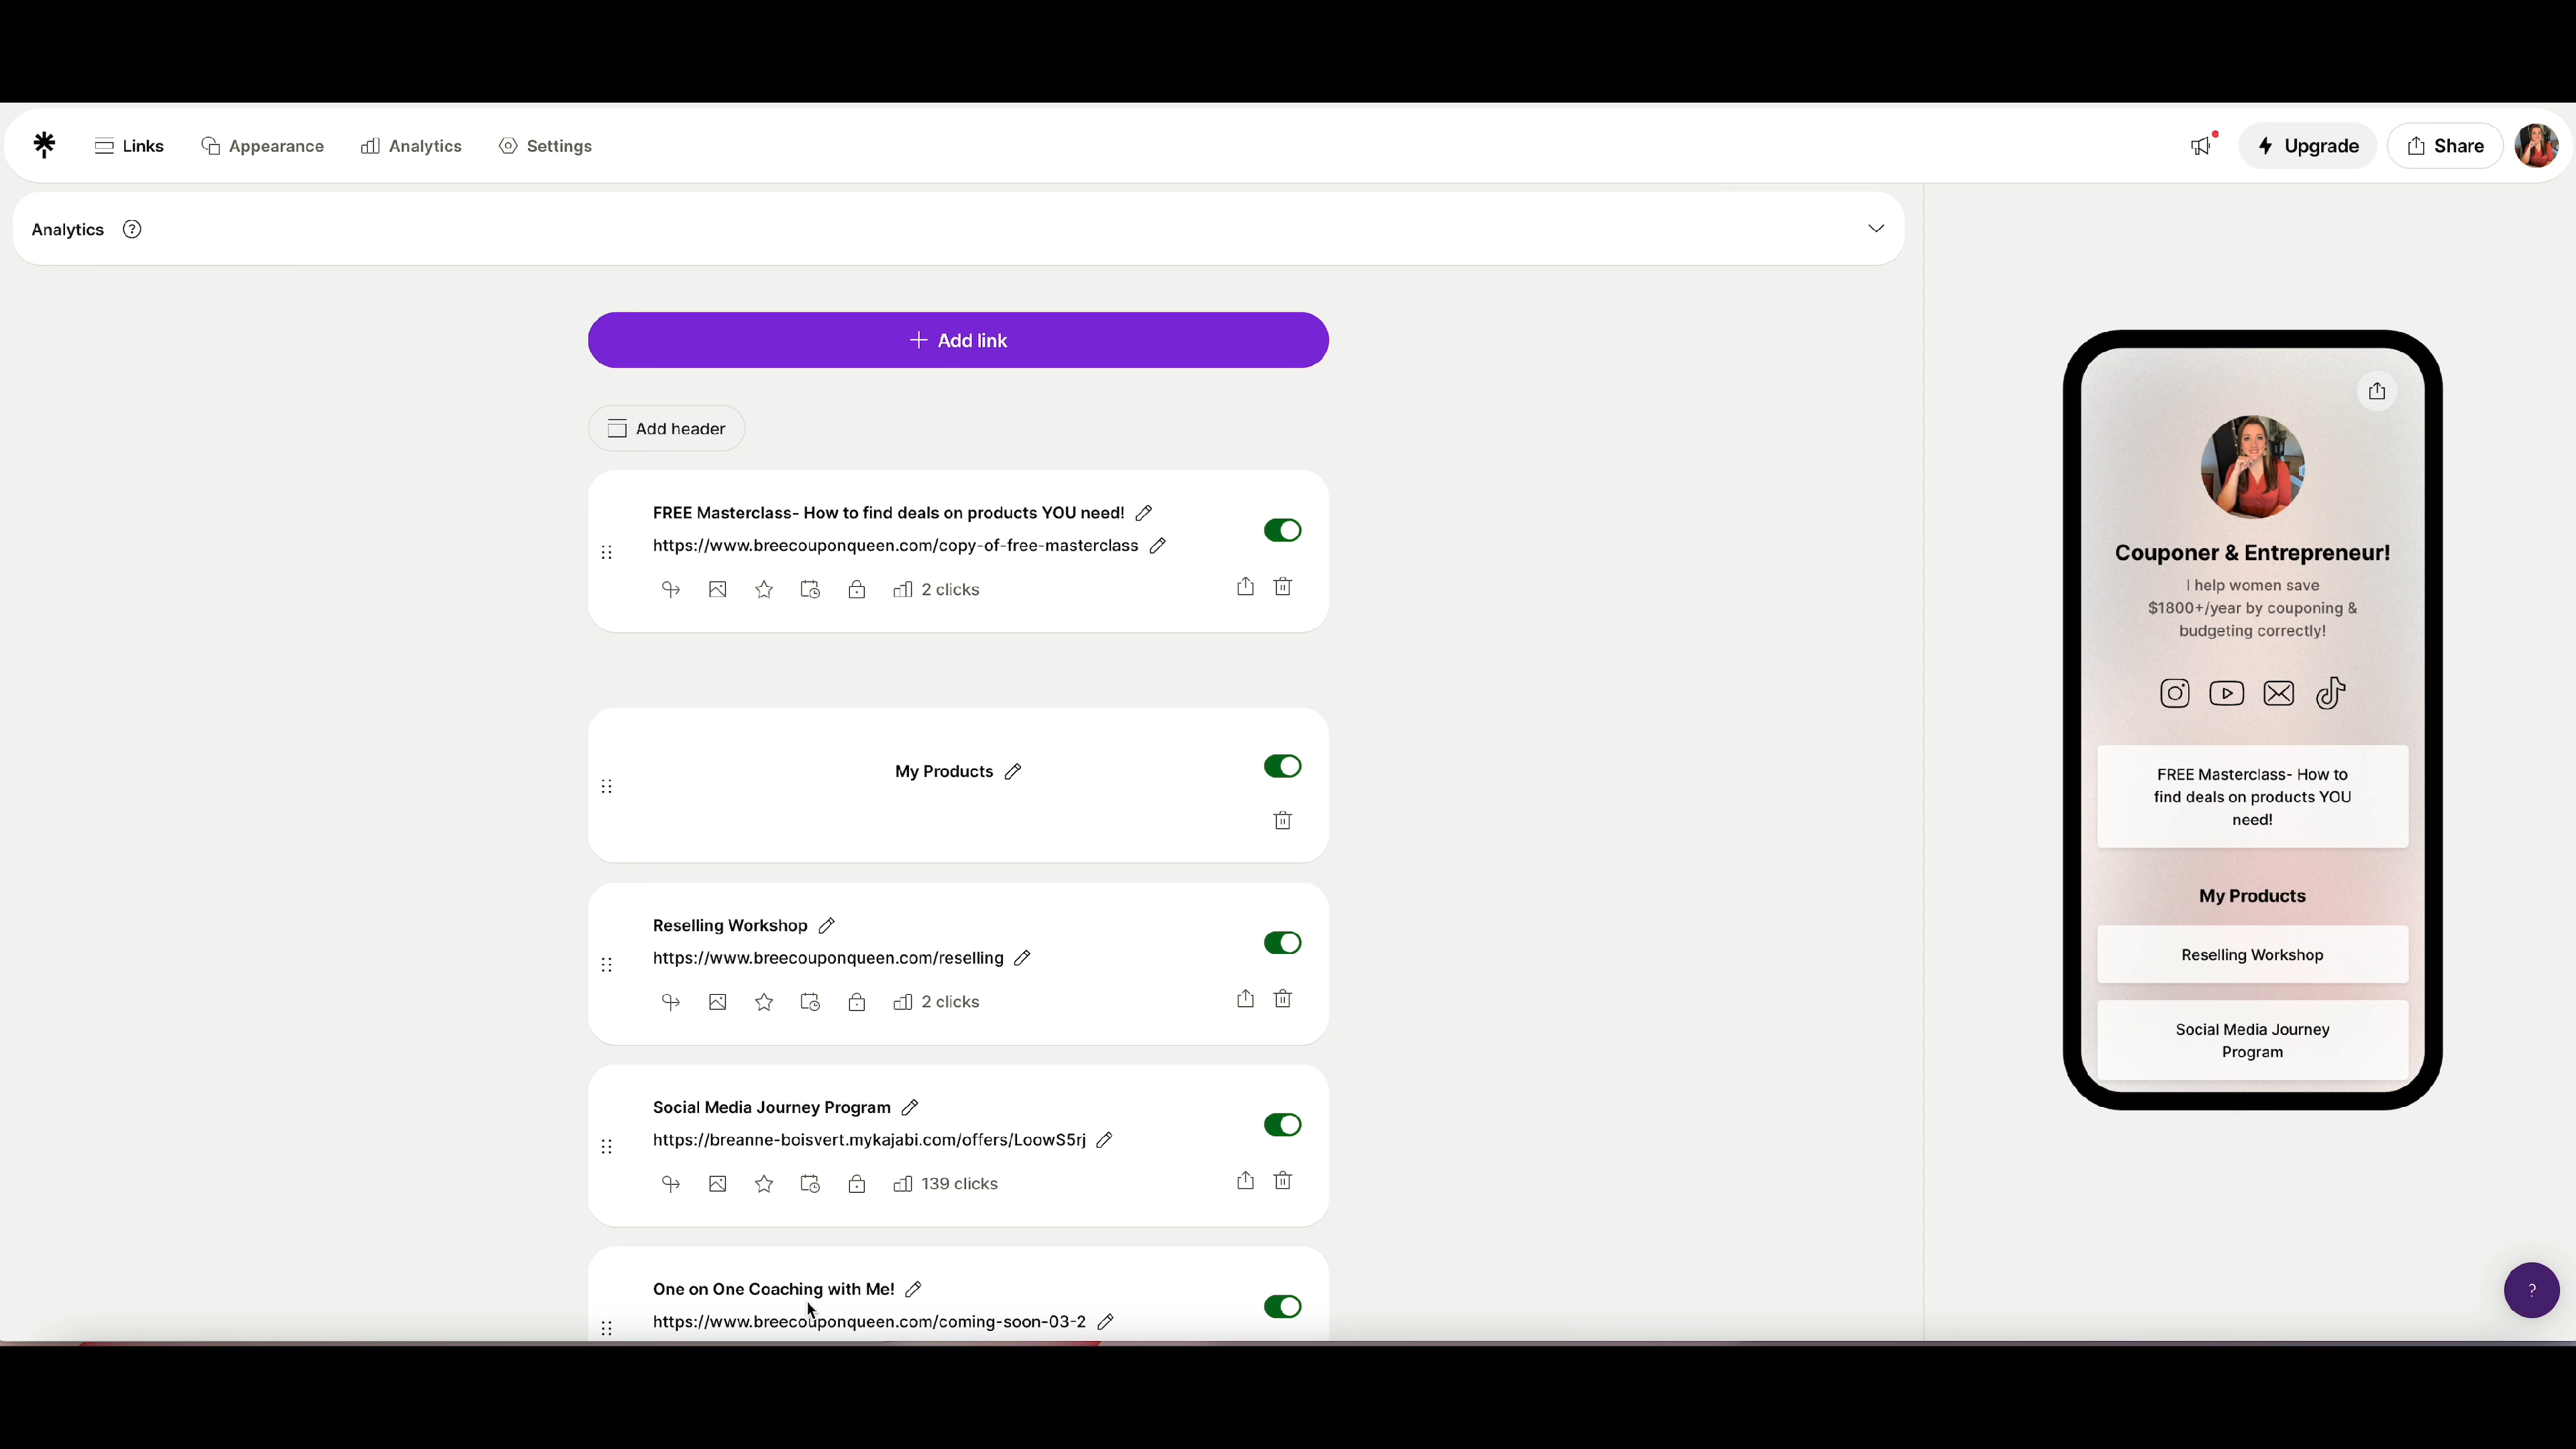 Links
Appearance
Analytics
Settings
Upgrade
Share
Analytics ?
+ Add link
Add header
FREE Masterclass- How to find deals on products YOU need!
https://www.breecouponqueen.com/copy-of-free-masterclass
2 clicks
My Products
Reselling Workshop
https://www.breecouponqueen.com/reselling
2 clicks
Social Media Journey Program
https://breanne-boisvert.mykajabi.com/offers/LoowS5rj
139 clicks
One on One Coaching with Me!
https://www.breecouponqueen.com/coming-soon-03-2
Couponer & Entrepreneur!
I help women save
$1800+/year by couponing &
budgeting correctly!
FREE Masterclass- How to
find deals on products YOU
need!
My Products
Reselling Workshop
Social Media Journey
Program
?